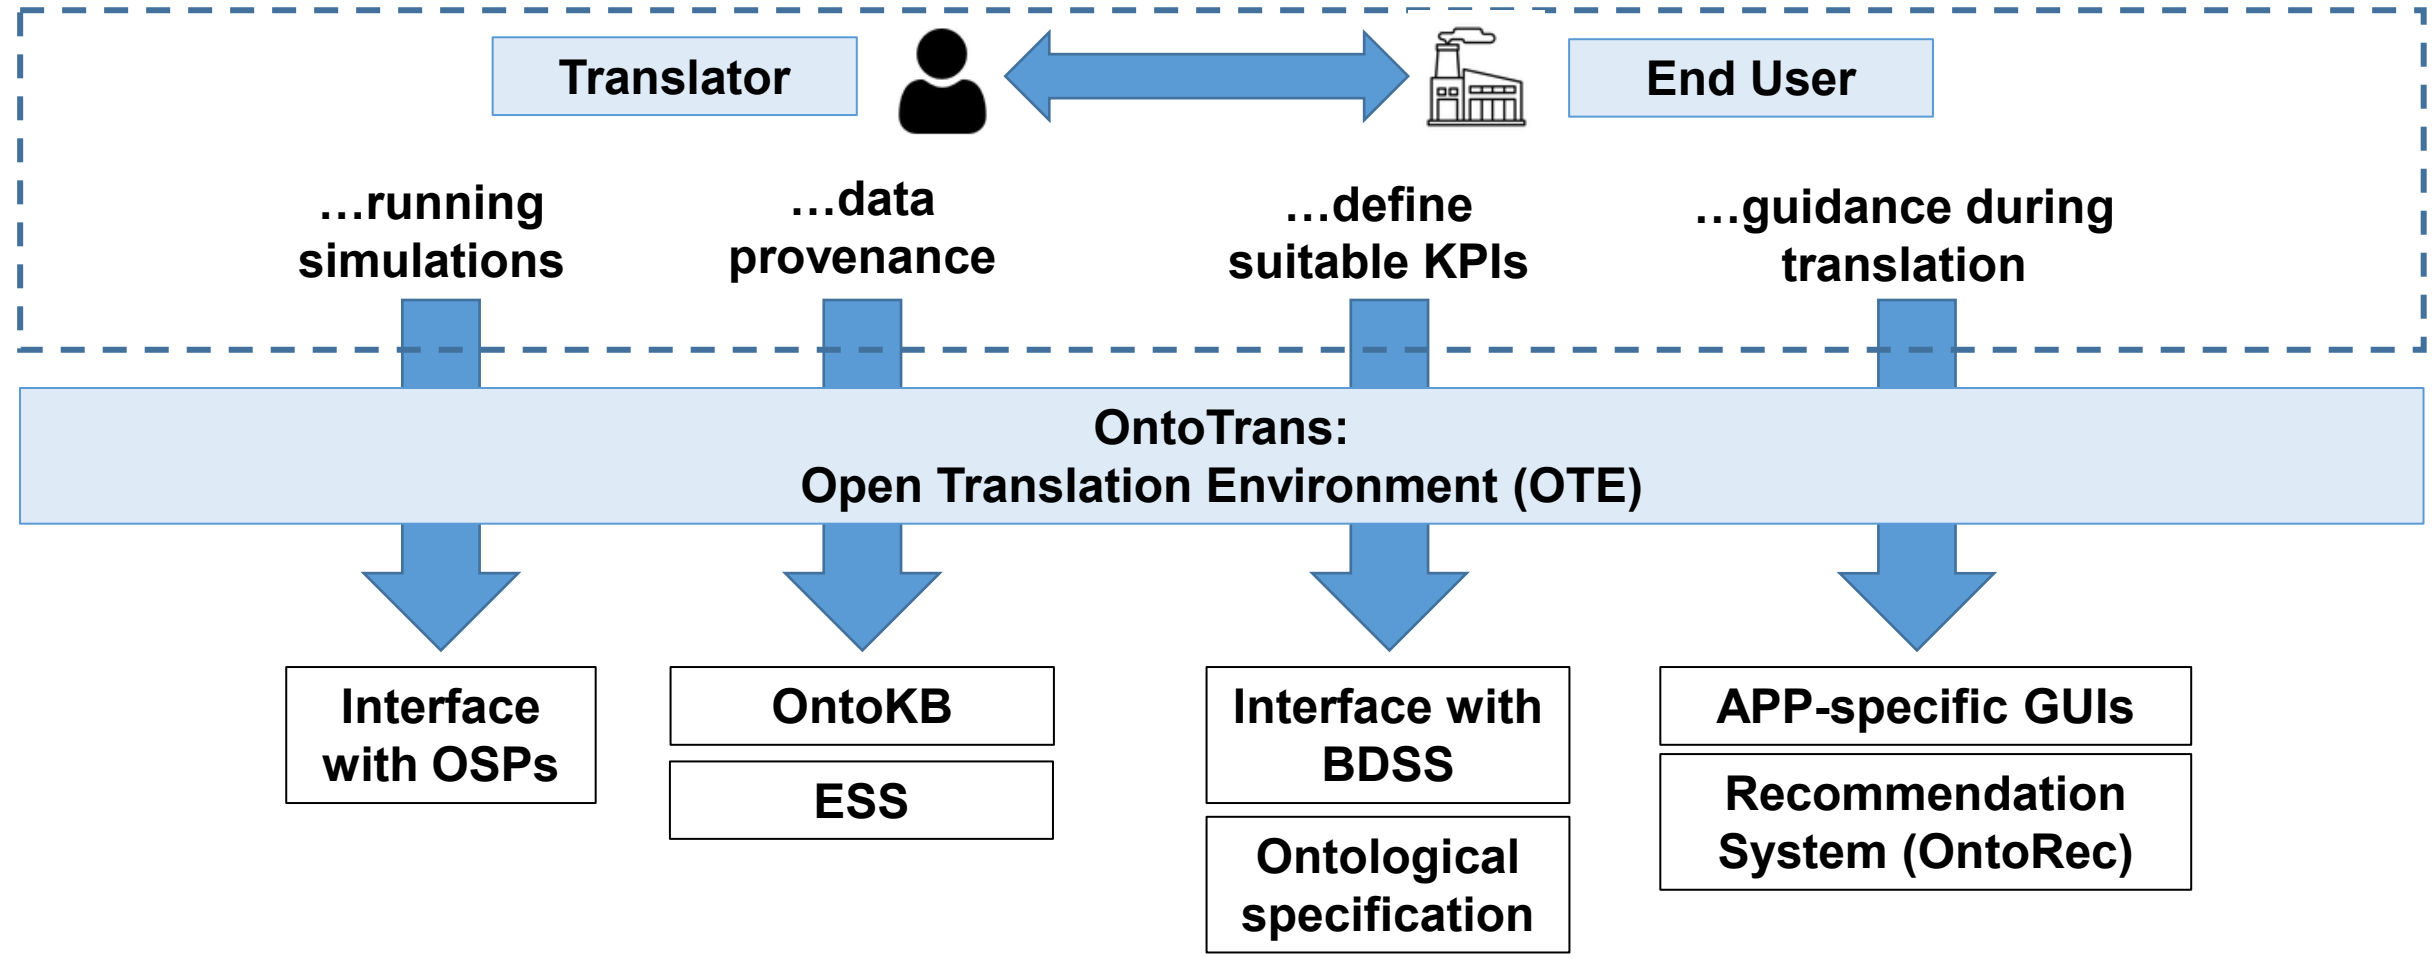 Translator
End User
…running
simulations
…data
provenance
…define
suitable KPIs
…guidance during
translation
OntoTrans:
Open Translation Environment (OTE)
Interface
with OSPs
OntoKB
ESS
Interface with
BDSS
Ontological
specification
APP-specific GUIs
Recommendation
System (OntoRec)